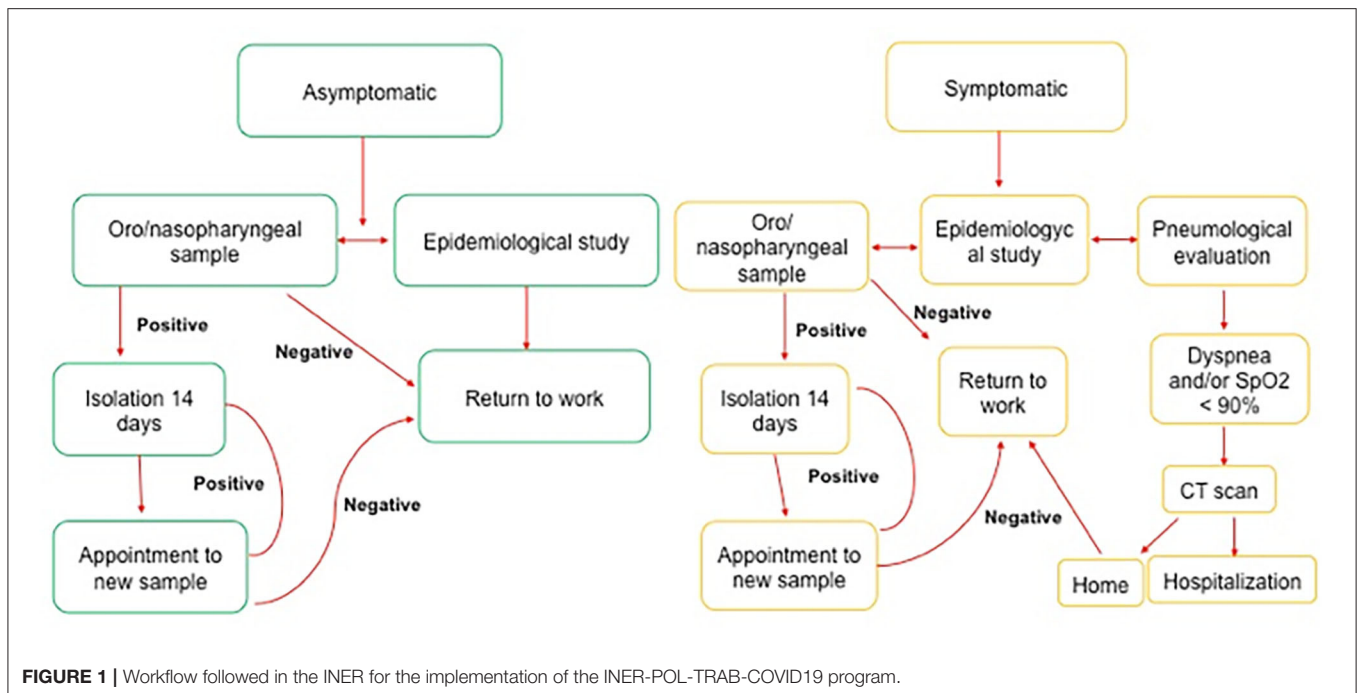 Asymptomatic
Oro/nasopharyngeal
sample
Epidemiological study
Positive
Negative
Isolation 14
days
Return to work
Positive
Negative
Appointment to
new sample
Symptomatic
Oro/
nasopharyngeal
sample
Epidemiologyc
al study
Pneumological
evaluation
Positive
Negative
Isolation 14
days
Return to
work
Dyspnea
and/or SpO2
< 90%
Positive
CT scan
Negative
Appointment to
new sample
Home
Hospitalization
FIGURE 1 | Workflow followed in the INER for the implementation of the INER-POL-TRAB-COVID19 program.